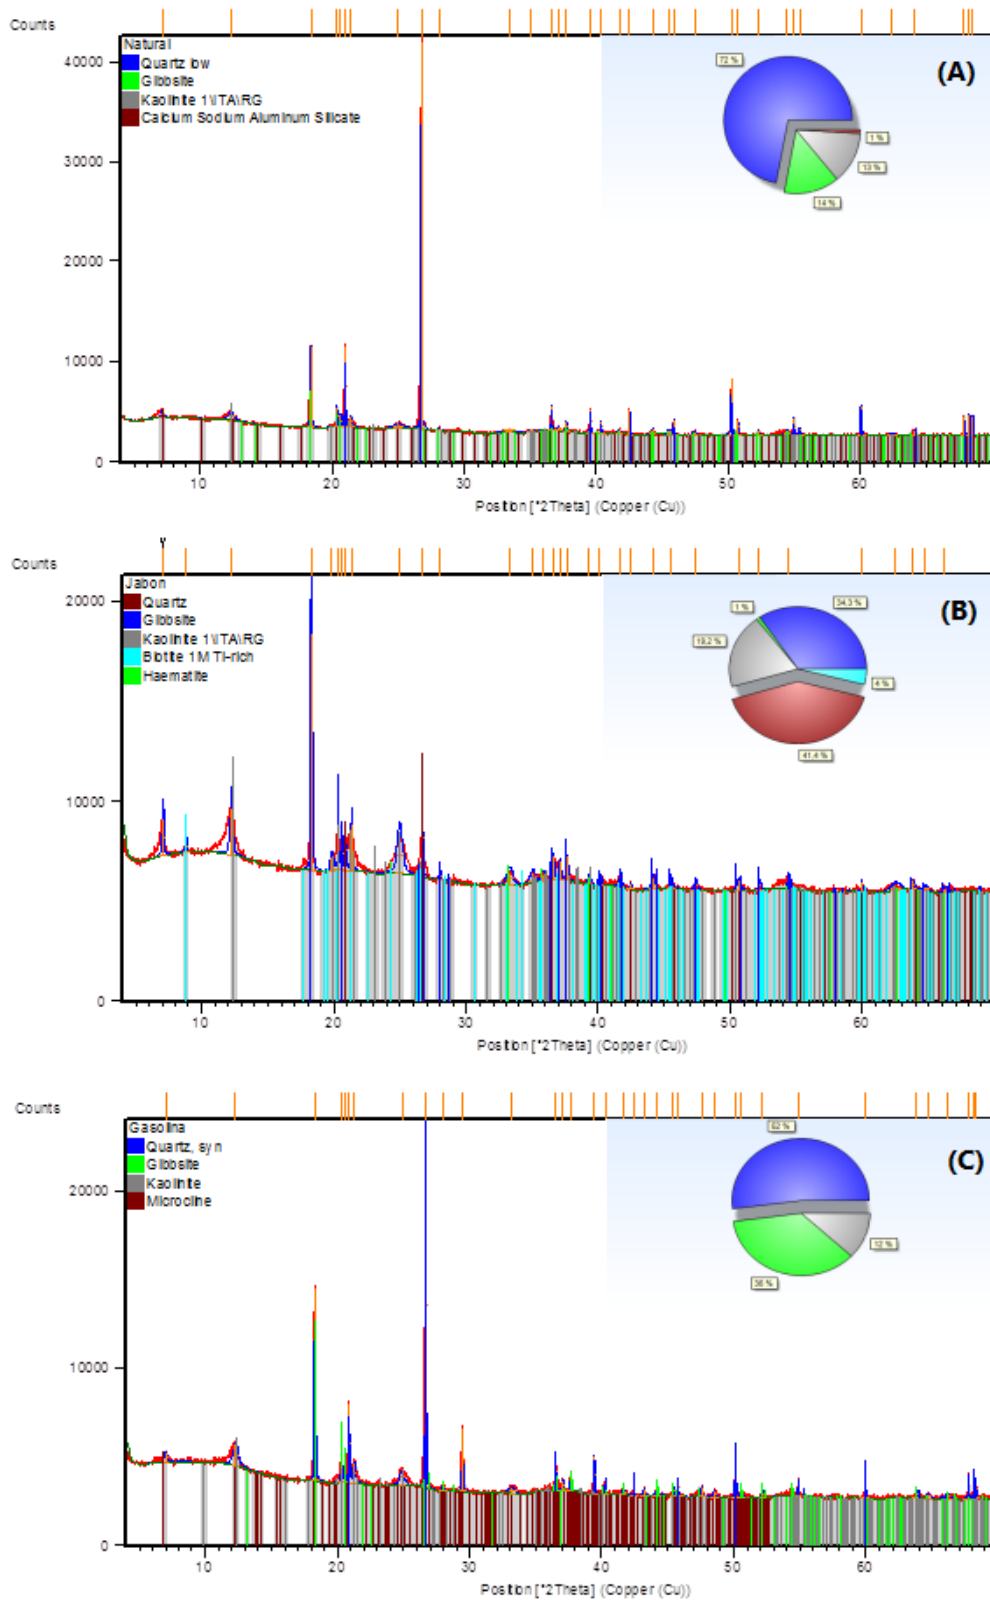 Counts
Natural
Quartz low
Gibbsite
Kaolinite 1\ITA\RG
Calcium Sodium Aluminum Silicate
(A)
72 %
1 %
13 %
14 %
40000
30000
20000
10000
0
10 20 30 40 50 60
Position [°2Theta] (Copper (Cu))
Counts
Jabon
Quartz
Gibbsite
Kaolinite 1\ITA\RG
Biotite 1M Ti-rich
Haematite
(B)
1 %
34,3 %
19,2 %
4 %
41,4 %
20000
10000
0
10 20 30 40 50 60
Position [°2Theta] (Copper (Cu))
Counts
Gasolina
Quartz, syn
Gibbsite
Kaolinite
Microcline
(C)
12 %
36 %
20000
10000
0
10 20 30 40 50 60
Position [°2Theta] (Copper (Cu))